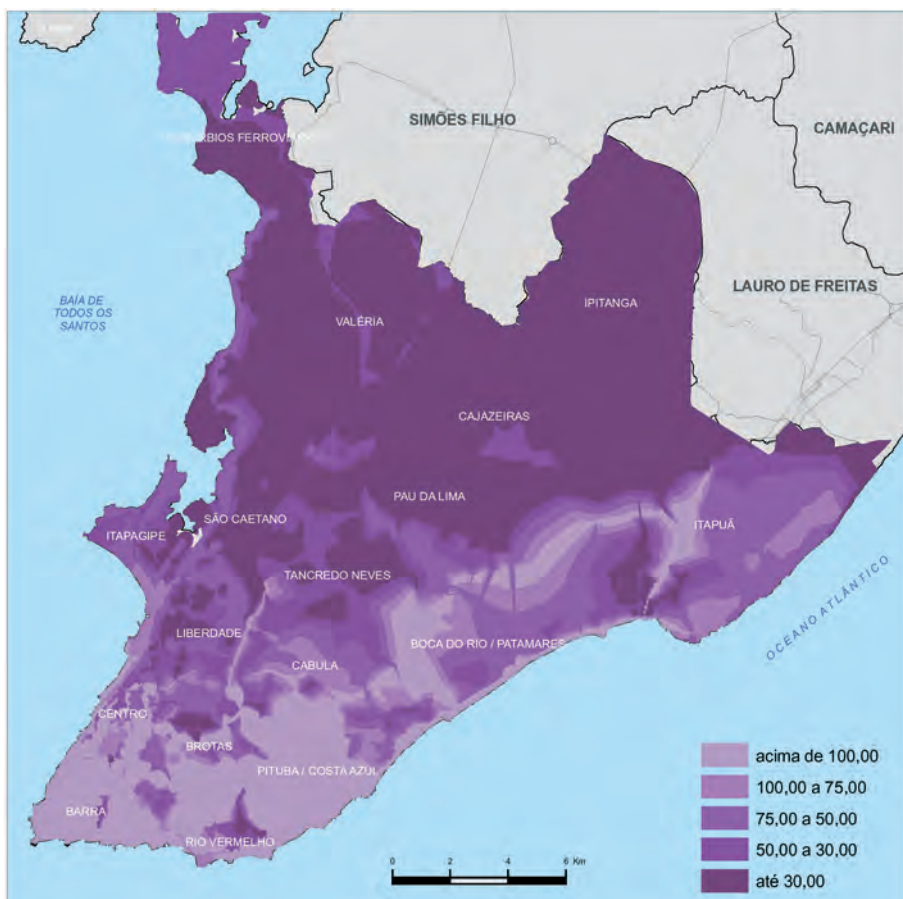 SIMÕES FILHO
CAMAÇARI
RBIOS FERROVI
LAURO DE FREITAS
BAÍA DE
TODOS OS
SANTOS
IPITANGA
VALÉRIA
CAJAZEIRAS
PAU DA LIMA
SÃO CAETANO
ITAPAGIPE
ITAPUÃ
TANCREDO NEVES
LIBERDADE
BOCA DO RIO / PATAMARES
CABULA
OCEANO ATLÂNTICO
CENTRO
BROTAS
PITUBA / COSTA AZUL
BARRA
RIO VERMELHO
acima de 100,00
100,00 a 75,00
75,00 a 50,00
50,00 a 30,00
até 30,00
0 2 4 6 Km